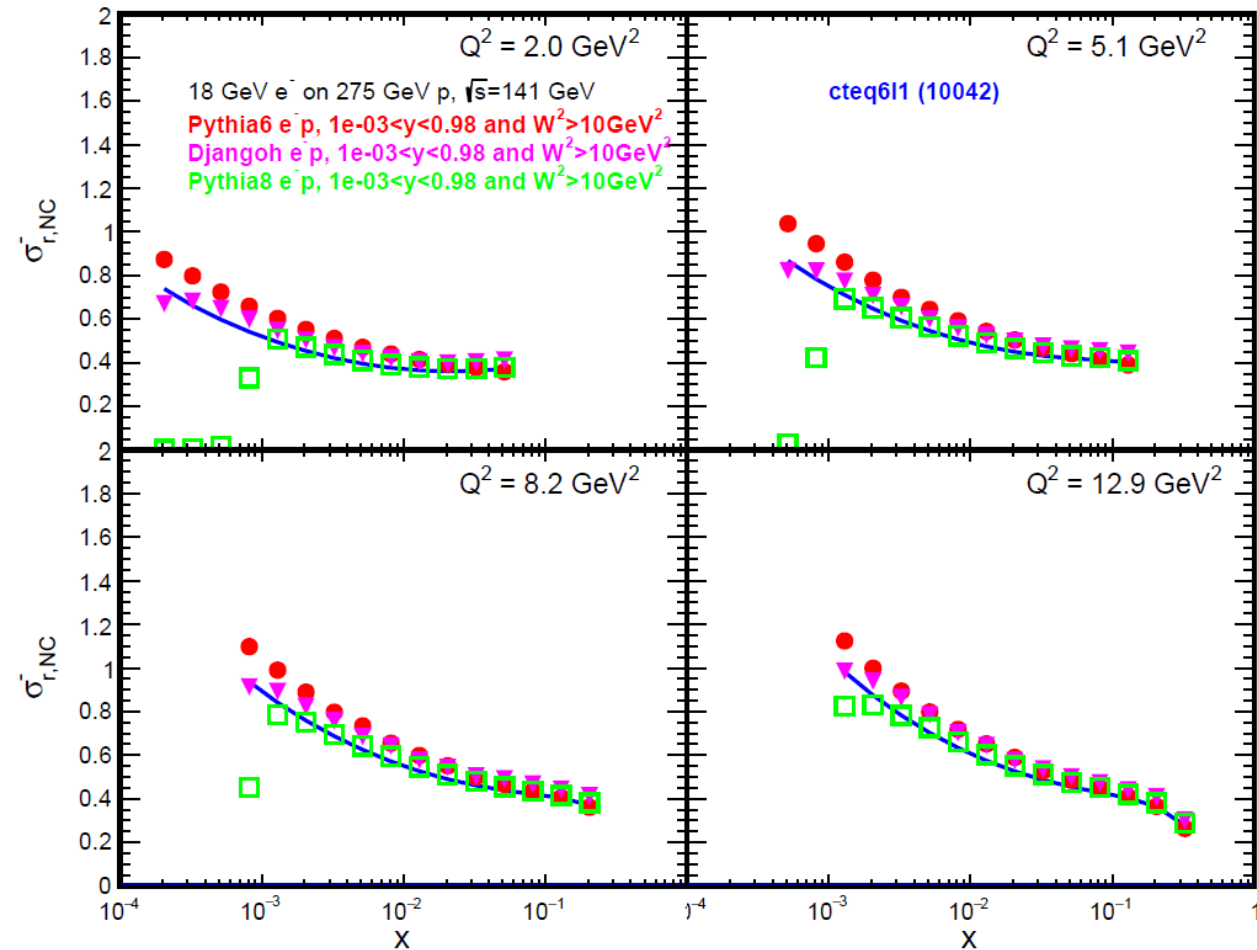 Q² = 2.0 GeV²
18 GeV e⁻ on 275 GeV p, √s=141 GeV
Pythia6 e⁻p, 1e-03<y<0.98 and W²>10GeV²
Djangoh e⁻p, 1e-03<y<0.98 and W²>10GeV²
Pythia8 e⁻p, 1e-03<y<0.98 and W²>10GeV²
2
1.8
1.6
1.4
1.2
1
0.8
0.6
0.4
0.2
σ⁻r,NC
Q² = 5.1 GeV²
cteq6l1 (10042)
Q² = 8.2 GeV²
2
1.8
1.6
1.4
1.2
1
0.8
0.6
0.4
0.2
0
σ⁻r,NC
10⁻⁴ 10⁻³ 10⁻² 10⁻¹
x
Q² = 12.9 GeV²
10⁻⁴ 10⁻³ 10⁻² 10⁻¹ 1
x